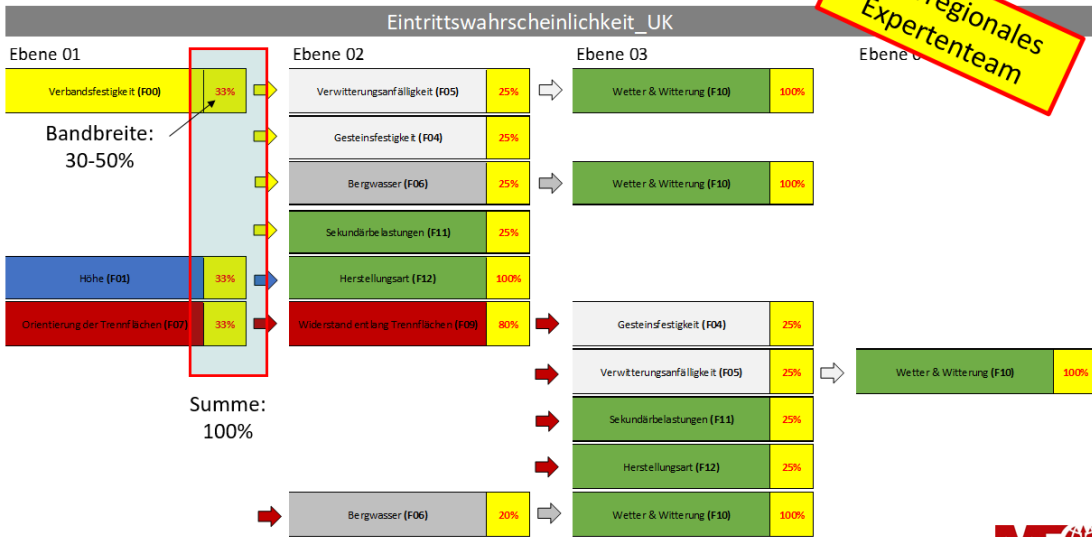 Eintrittswahrscheinlichkeit_UK
regionales
Expertenteam
Ebene 01
Ebene 02
Ebene 03
Verbandsfestigkeit (F00) 33%
Verwitterungsanfälligkeit (F05) 25%
Wetter & Witterung (F10) 100%
Bandbreite:
30-50%
Gesteinsfestigkeit (F04) 25%
Bergwasser (F06) 25%
Wetter & Witterung (F10) 100%
Sekundärbelastungen (F11) 25%
Höhe (F01) 33%
Herstellungsart (F12) 100%
Orientierung der Trennflächen (F07) 33%
Widerstand entlang Trennflächen (F09) 80%
Gesteinsfestigkeit (F04) 25%
Verwitterungsanfälligkeit (F05) 25%
Wetter & Witterung (F10) 100%
Summe:
100%
Sekundärbelastungen (F11) 25%
Herstellungsart (F12) 25%
Bergwasser (F06) 20%
Wetter & Witterung (F10) 100%